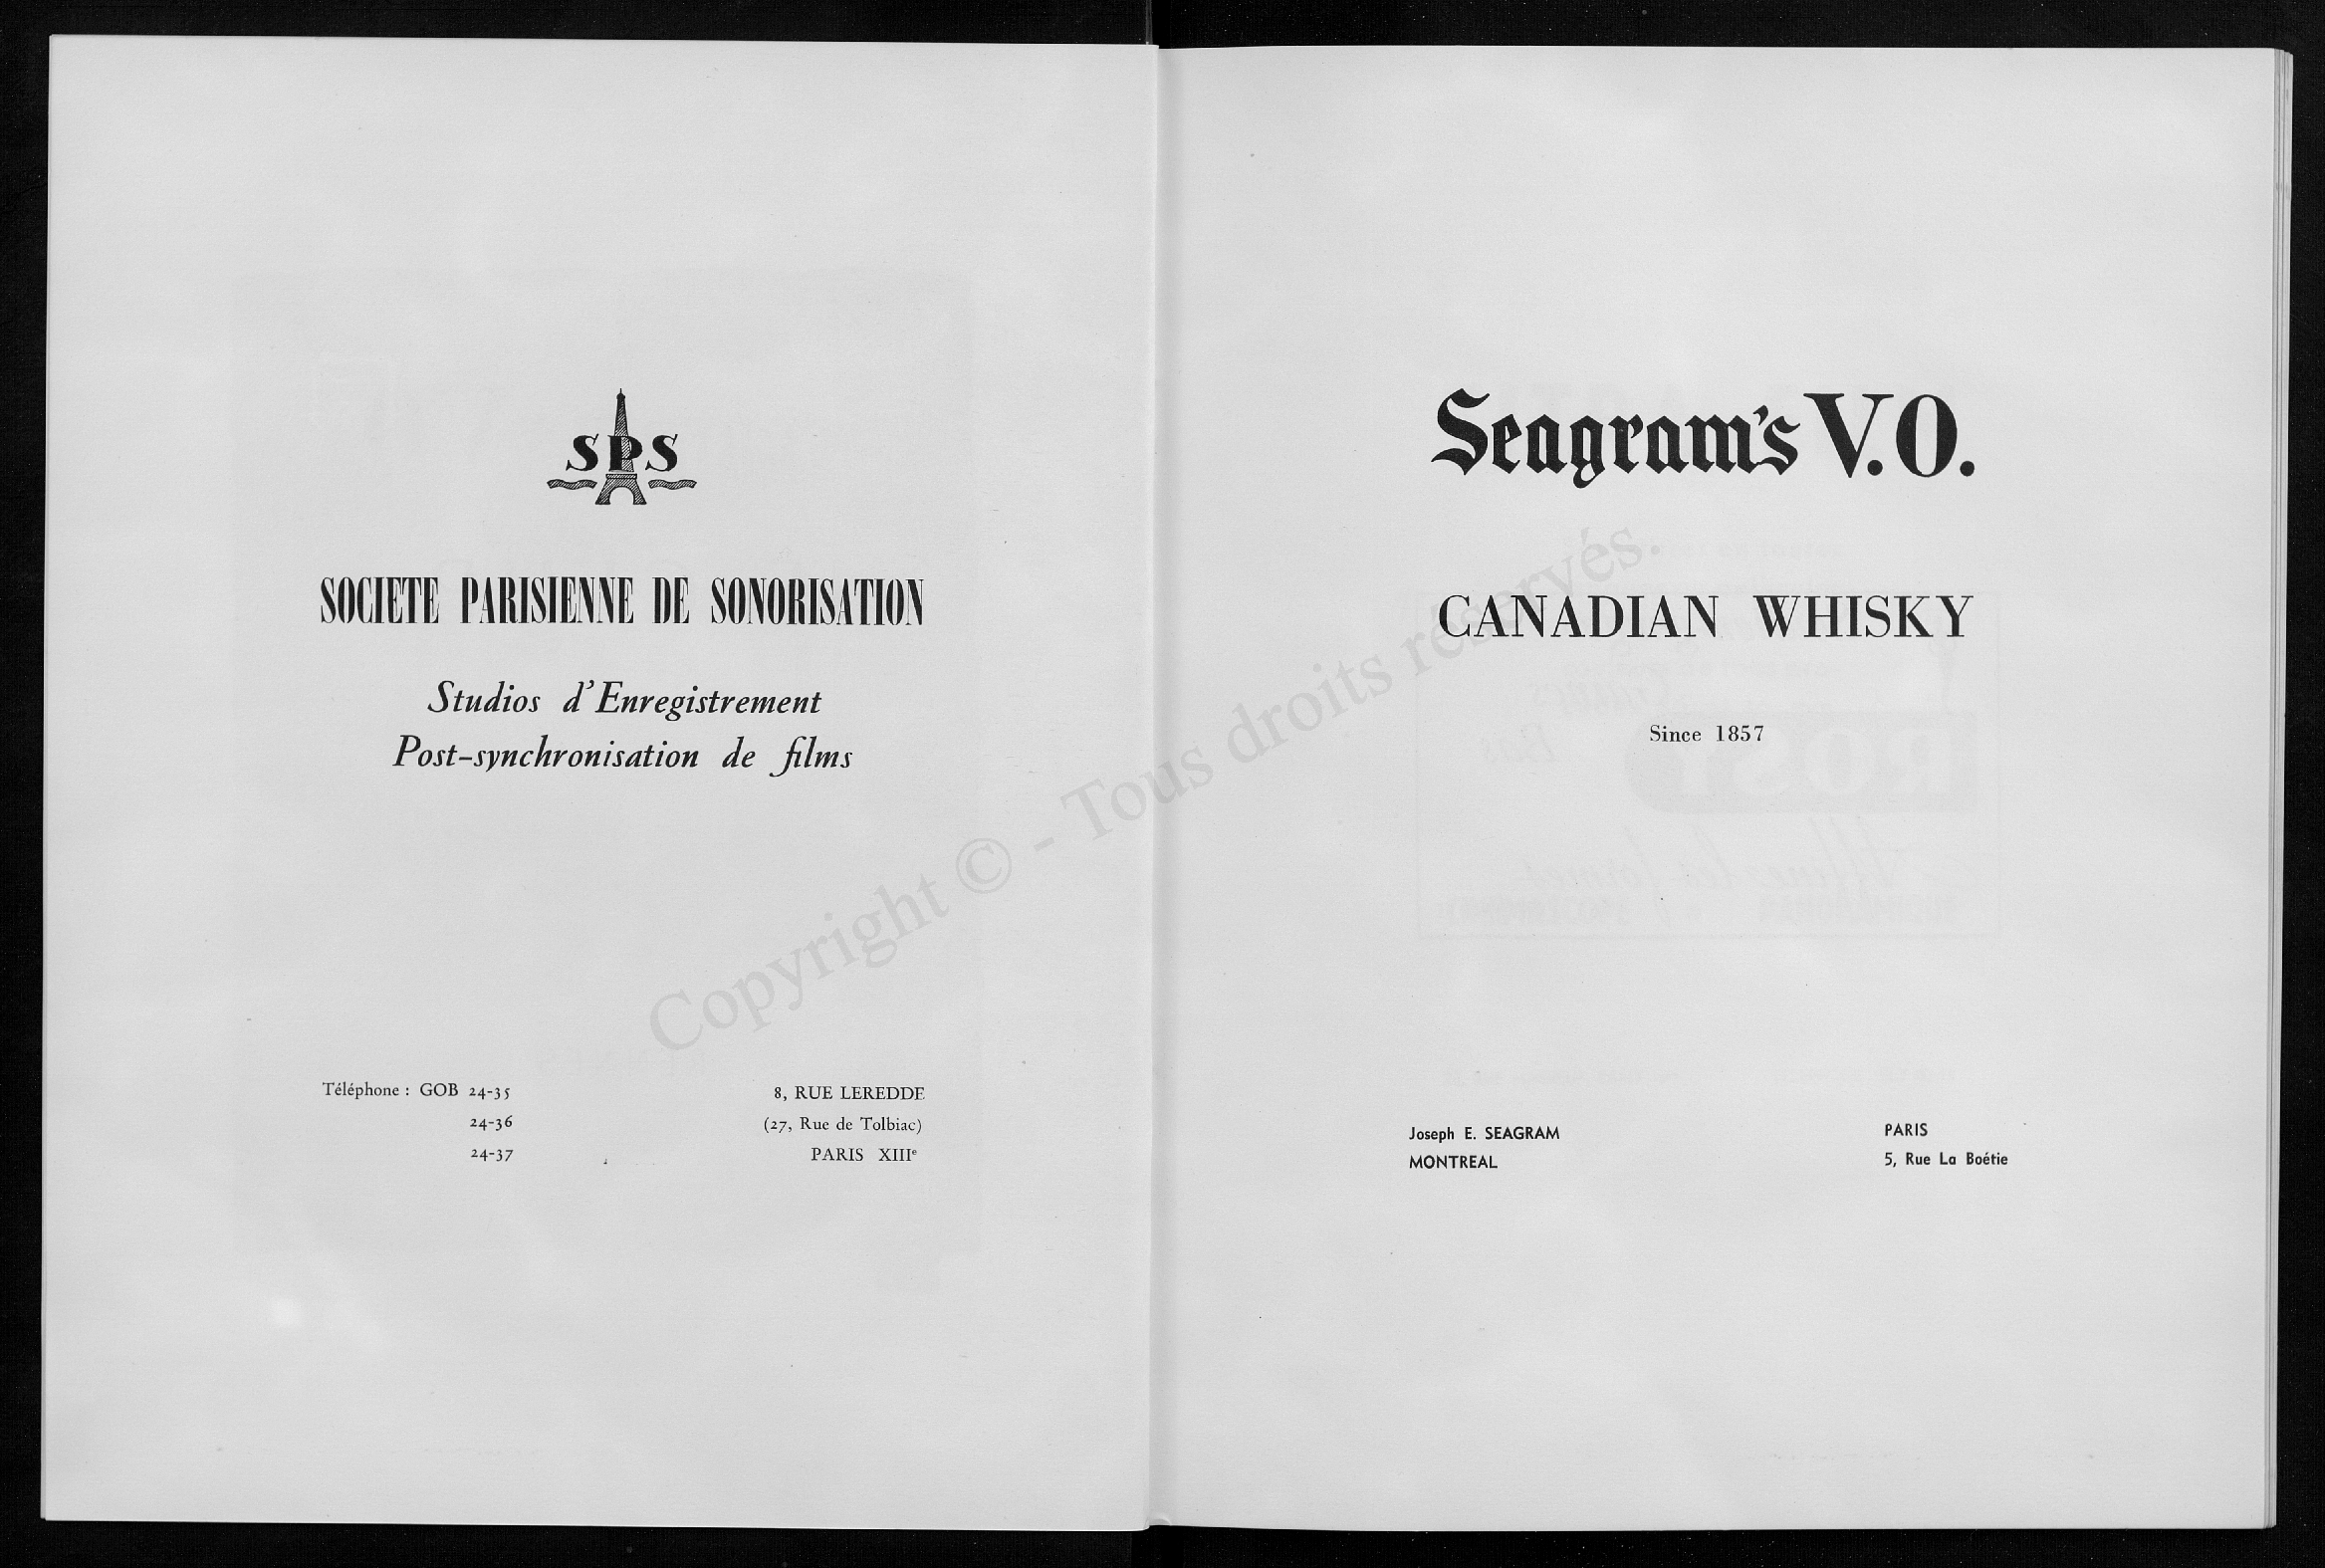 SPS
SOCIETE PARISIENNE DE SONORISATION
Studios d'Enregistrement
Post-synchronisation de films
Téléphone : GOB 24-35
24-36
24-37
8, RUE LEREDDE
(27, Rue de Tolbiac)
PARIS XIIIe
Seagram's V.O.
CANADIAN WHISKY
Since 1857
Joseph E. SEAGRAM
MONTREAL
PARIS
5, Rue La Boétie
Copyright © - Tous droits réservés.